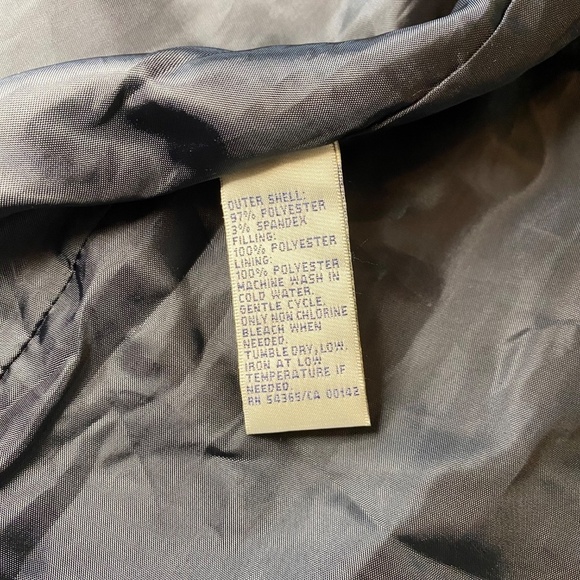 OUTER SHELL:
97% POLYESTER
3% SPANDEX
FILLING:
100% POLYESTER
LINING:
100% POLYESTER
MACHINE WASH IN
COLD WATER.
GENTLE CYCLE.
ONLY NON CHLORINE
BLEACH WHEN
NEEDED.
TUMBLE DRY, LOW.
IRON AT LOW
TEMPERATURE IF
NEEDED.
RN 54365/CA 00142